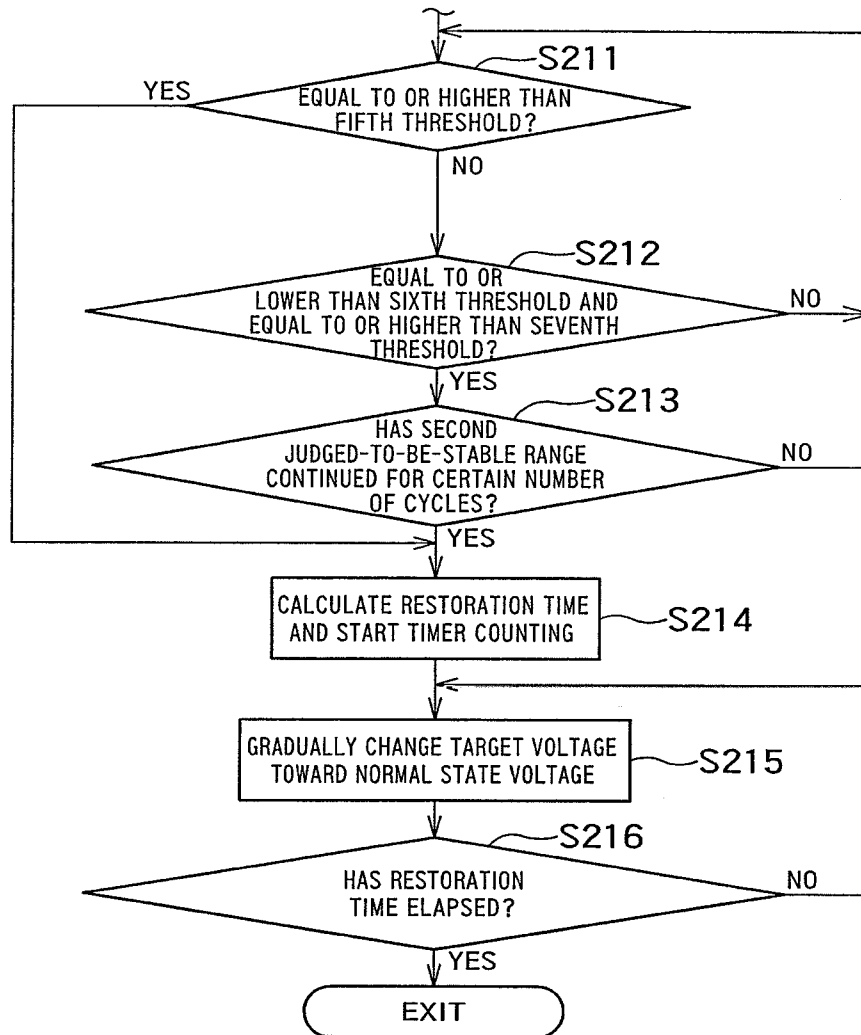 S211
YES
EQUAL TO OR HIGHER THAN
FIFTH THRESHOLD?
NO
S212
EQUAL TO OR
LOWER THAN SIXTH THRESHOLD AND
EQUAL TO OR HIGHER THAN SEVENTH
THRESHOLD?
NO
YES
S213
HAS SECOND
JUDGED-TO-BE-STABLE RANGE
CONTINUED FOR CERTAIN NUMBER
OF CYCLES?
NO
YES
CALCULATE RESTORATION TIME
AND START TIMER COUNTING
S214
GRADUALLY CHANGE TARGET VOLTAGE
TOWARD NORMAL STATE VOLTAGE
S215
S216
HAS RESTORATION
TIME ELAPSED?
NO
YES
EXIT